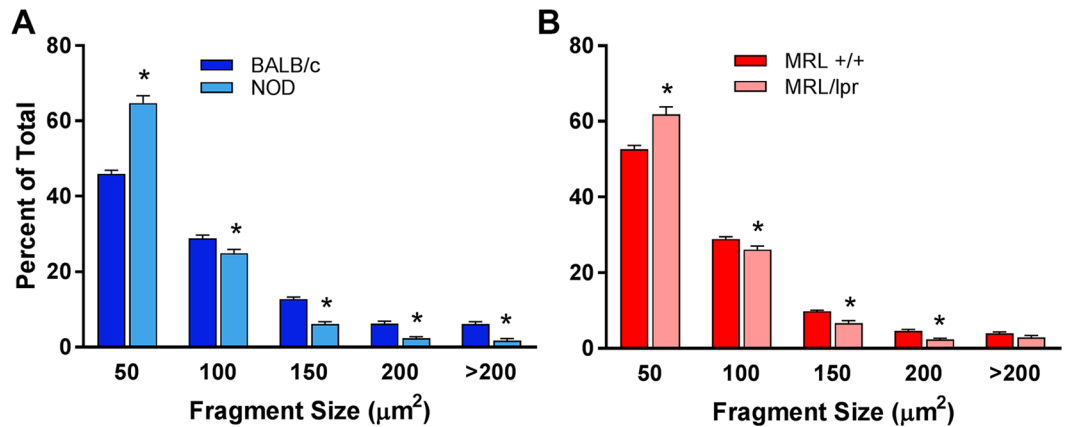 A
80
60
40
20
0
Percent of Total
BALB/c
NOD
* * * * *
50 100 150 200 >200
Fragment Size (μm²)
B
80
60
40
20
0
MRL +/+
MRL/lpr
* * * *
50 100 150 200 >200
Fragment Size (μm²)